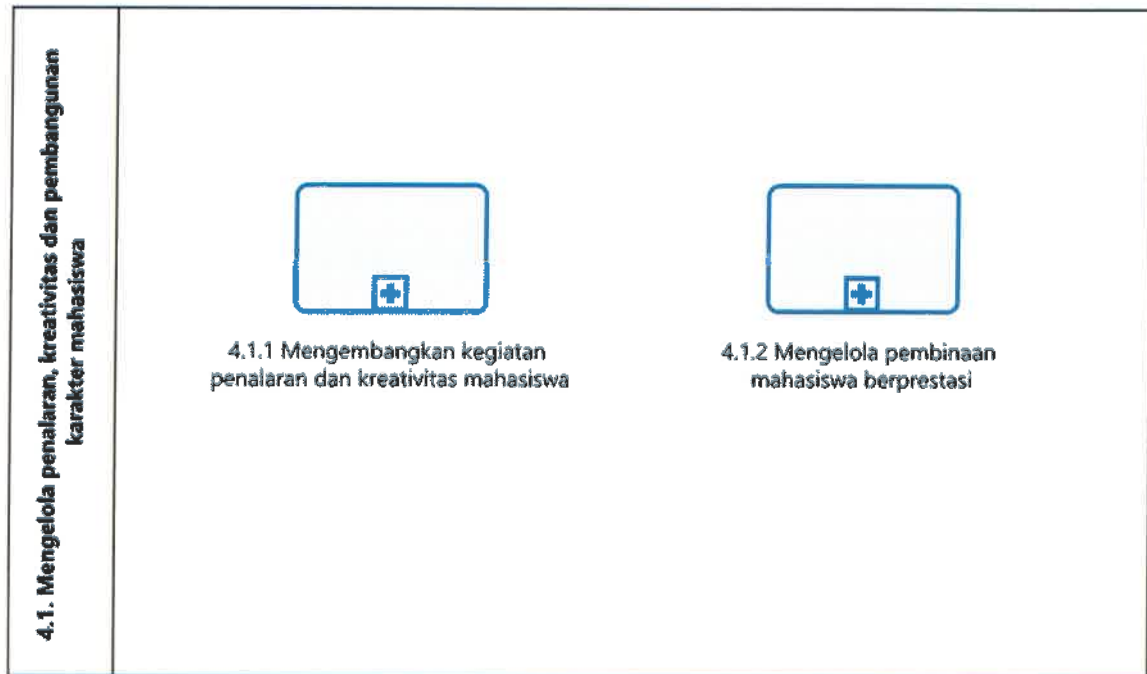 4.1. Mengelola penalaran, kreativitas dan pembangunan
karakter mahasiswa
4.1.1 Mengembangkan kegiatan
penalaran dan kreativitas mahasiswa
4.1.2 Mengelola pembinaan
mahasiswa berprestasi